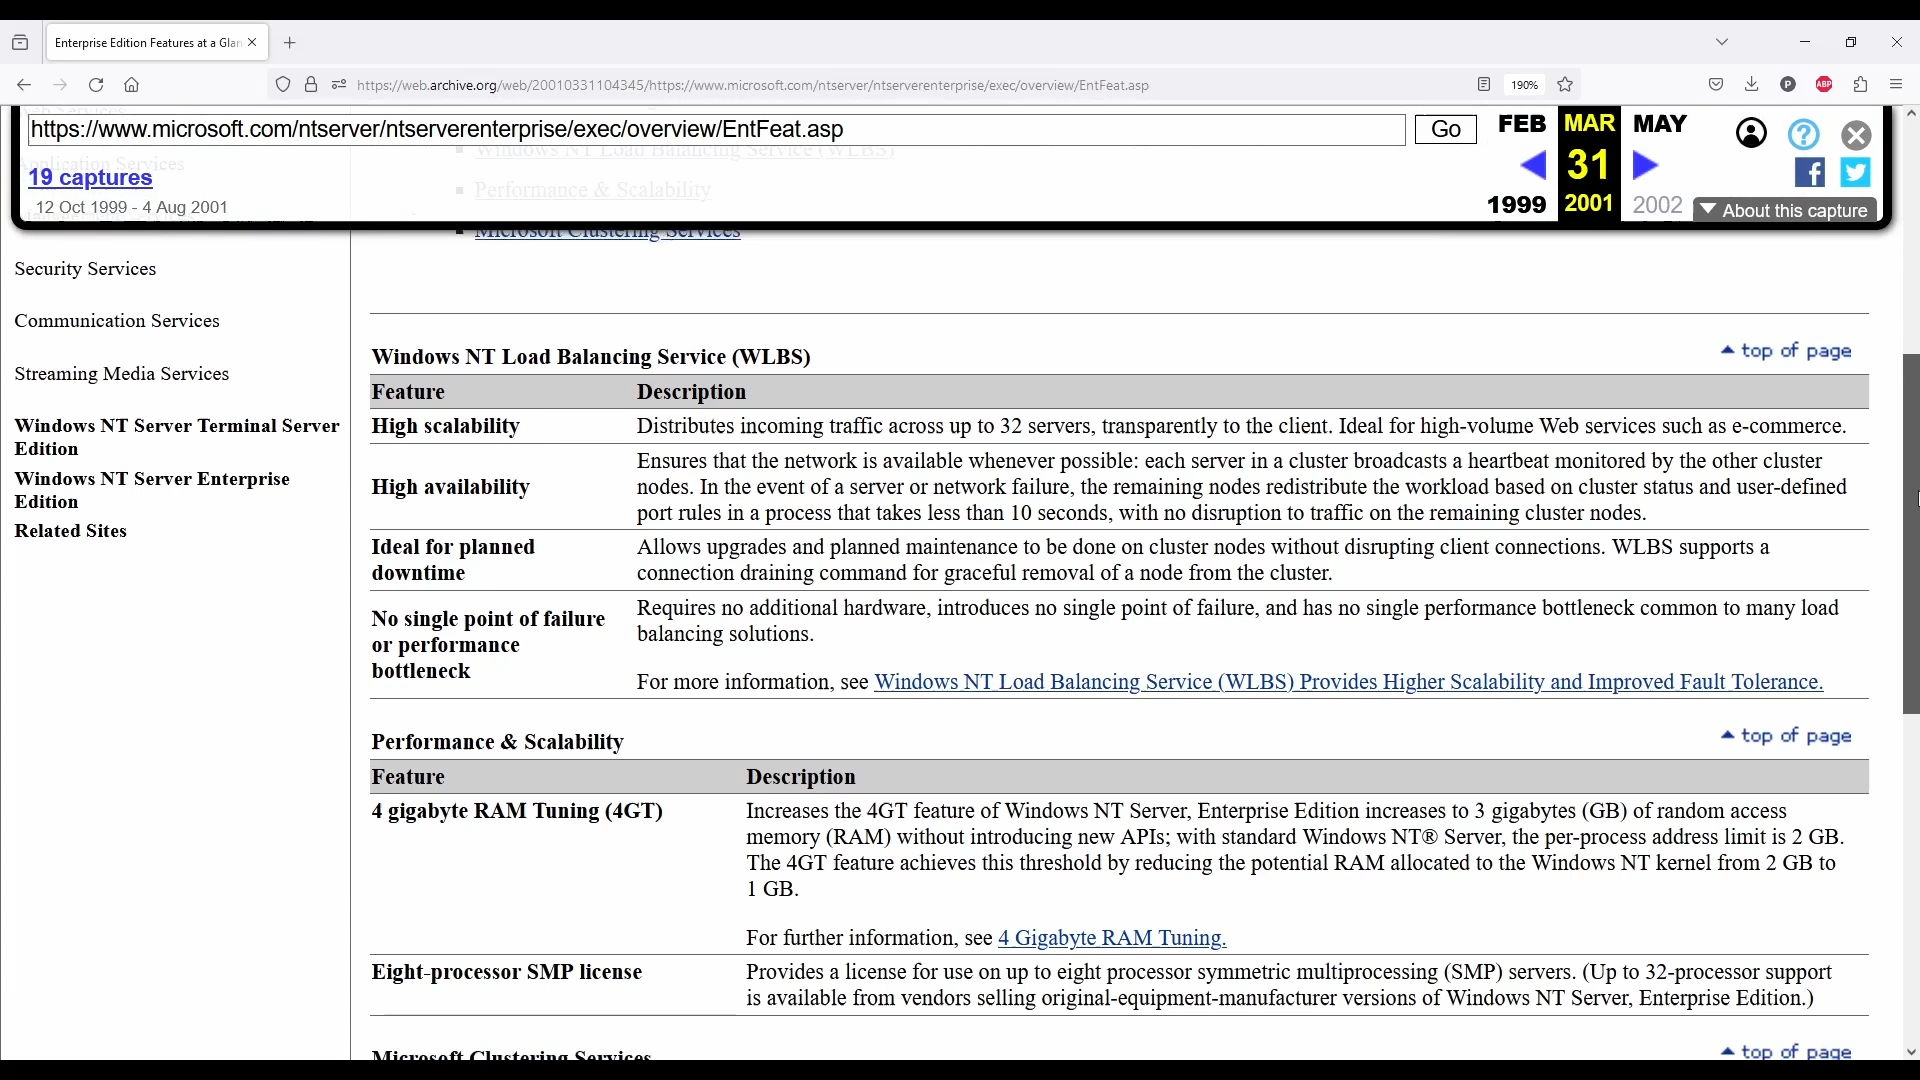 Enterprise Edition Features at a Glan
https://web.archive.org/web/20010331104345/https://www.microsoft.com/ntserver/ntserverenterprise/exec/overview/EntFeat.asp
190%
P
ABP
https://www.microsoft.com/ntserver/ntserverenterprise/exec/overview/EntFeat.asp
Go
FEB MAR MAY
31
1999 2001 2002
19 captures
12 Oct 1999 - 4 Aug 2001
About this capture
Application Services
Windows NT Load Balancing Service (WLBS)
Performance & Scalability
Microsoft Clustering Services
Security Services
Communication Services
Streaming Media Services
Windows NT Server Terminal Server
Edition
Windows NT Server Enterprise
Edition
Related Sites
Windows NT Load Balancing Service (WLBS)
top of page
Feature Description
High scalability Distributes incoming traffic across up to 32 servers, transparently to the client. Ideal for high-volume Web services such as e-commerce.
High availability
Ensures that the network is available whenever possible: each server in a cluster broadcasts a heartbeat monitored by the other cluster
nodes. In the event of a server or network failure, the remaining nodes redistribute the workload based on cluster status and user-defined
port rules in a process that takes less than 10 seconds, with no disruption to traffic on the remaining cluster nodes.
Ideal for planned
downtime
Allows upgrades and planned maintenance to be done on cluster nodes without disrupting client connections. WLBS supports a
connection draining command for graceful removal of a node from the cluster.
No single point of failure
or performance
bottleneck
Requires no additional hardware, introduces no single point of failure, and has no single performance bottleneck common to many load
balancing solutions.
For more information, see Windows NT Load Balancing Service (WLBS) Provides Higher Scalability and Improved Fault Tolerance.
Performance & Scalability
top of page
Feature Description
4 gigabyte RAM Tuning (4GT)
Increases the 4GT feature of Windows NT Server, Enterprise Edition increases to 3 gigabytes (GB) of random access
memory (RAM) without introducing new APIs; with standard Windows NT® Server, the per-process address limit is 2 GB.
The 4GT feature achieves this threshold by reducing the potential RAM allocated to the Windows NT kernel from 2 GB to
1 GB.
For further information, see 4 Gigabyte RAM Tuning.
Eight-processor SMP license
Provides a license for use on up to eight processor symmetric multiprocessing (SMP) servers. (Up to 32-processor support
is available from vendors selling original-equipment-manufacturer versions of Windows NT Server, Enterprise Edition.)
Microsoft Clustering Services
top of page